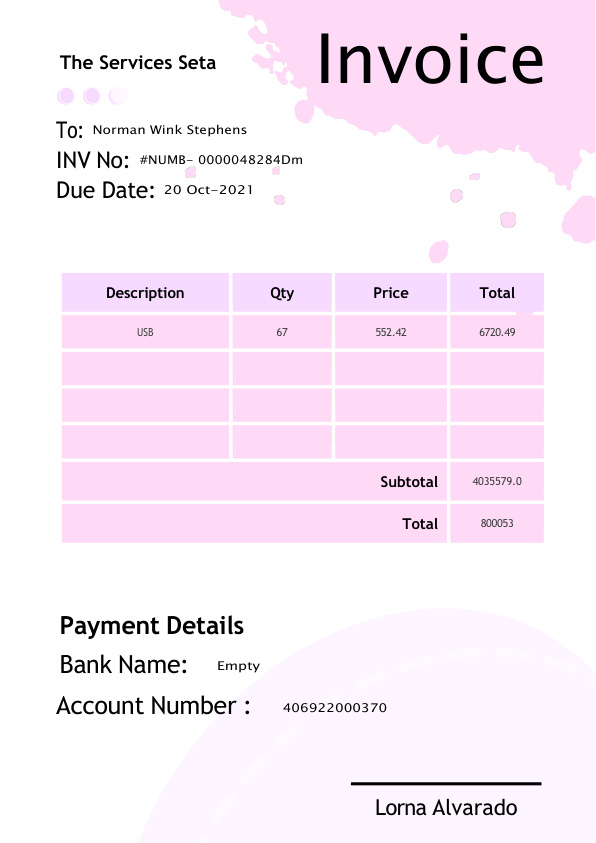 Invoice
The Services Seta
To: Norman Wink Stephens
INV No: #NUMB- 0000048284Dm
Due Date: 20 Oct-2021
Description Qty Price Total
USB 67 552.42 6720.49
Subtotal 4035579.0
Total 800053
Payment Details
Bank Name: Empty
Account Number : 406922000370
Lorna Alvarado